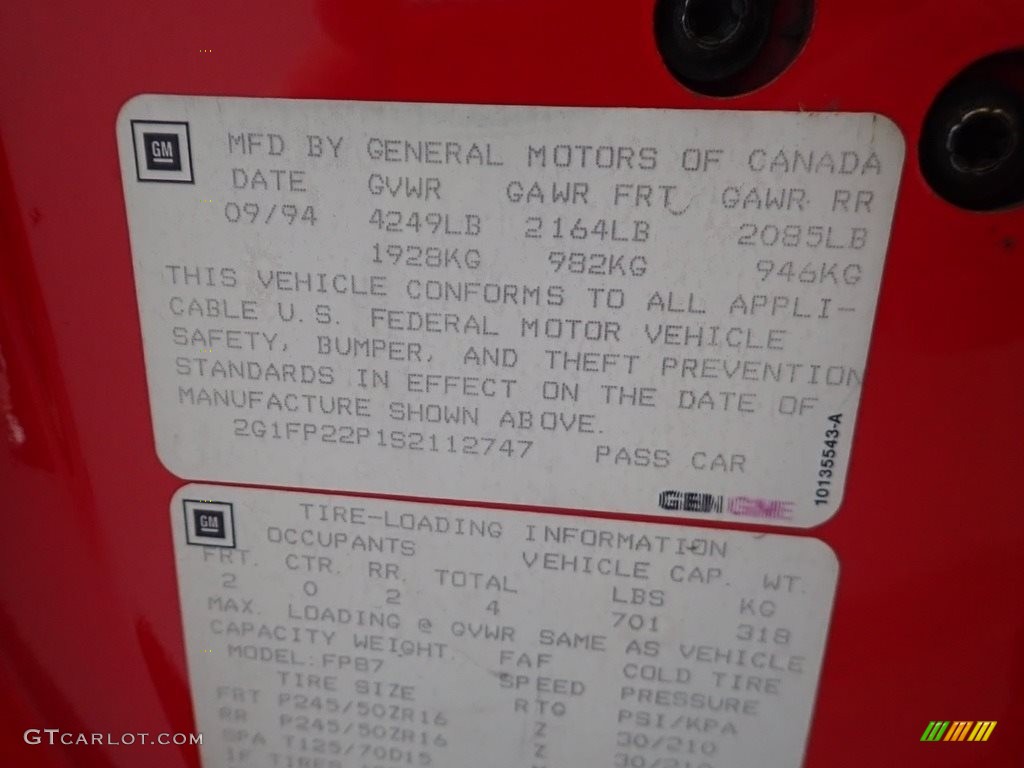 GM
MFD BY GENERAL MOTORS OF CANADA
DATE GVWR GAWR FRT GAWR RR
09/94 4249LB 2164LB 2085LB
1928KG 982KG 946KG
THIS VEHICLE CONFORMS TO ALL APPLI-
CABLE U.S. FEDERAL MOTOR VEHICLE
SAFETY, BUMPER, AND THEFT PREVENTION
STANDARDS IN EFFECT ON THE DATE OF
MANUFACTURE SHOWN ABOVE.
2G1FP22P1S2112747 PASS CAR
10135543-A
GM
TIRE-LOADING INFORMATION
OCCUPANTS VEHICLE CAP. WT.
FRT. CTR. RR. TOTAL LBS KG
2 0 2 4 701 318
MAX. LOADING @ GVWR SAME AS VEHICLE
CAPACITY WEIGHT. FAF COLD TIRE
MODEL:FP87 SPEED PRESSURE
TIRE SIZE RTG PSI/KPA
FRT P245/50ZR16 Z 30/210
RR P245/50ZR16 Z 30/210
SPA T125/70D15
IF TIRES
GTCARLOT.COM